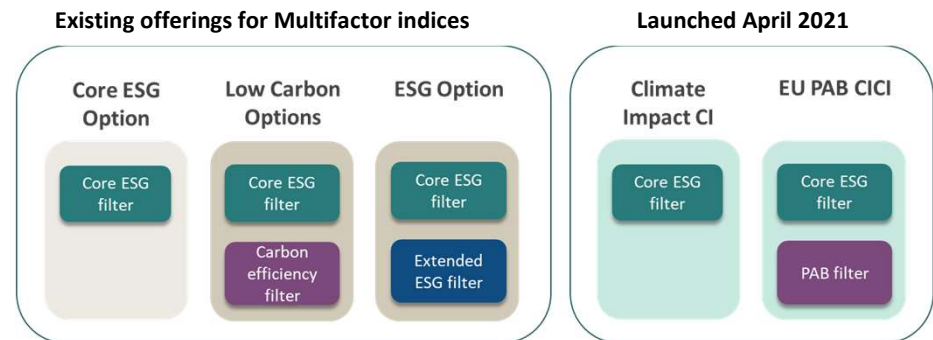 Existing offerings for Multifactor indices
Launched April 2021
Core ESG
Option
Low Carbon
Options
ESG Option
Climate
Impact CI
EU PAB CICI
Core ESG
filter
Core ESG
filter
Core ESG
filter
Core ESG
filter
Core ESG
filter
Carbon
efficiency
filter
Extended
ESG filter
PAB filter